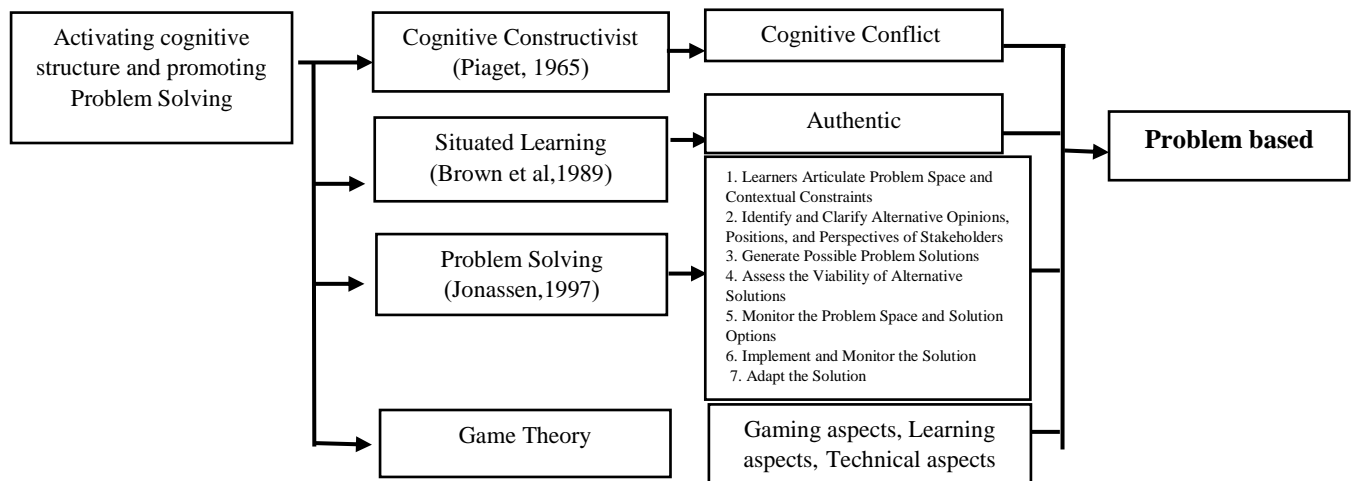 Activating cognitive
structure and promoting
Problem Solving
Cognitive Constructivist
(Piaget, 1965)
Cognitive Conflict
Situated Learning
(Brown et al,1989)
Authentic
Problem Solving
(Jonassen,1997)
1. Learners Articulate Problem Space and
Contextual Constraints
2. Identify and Clarify Alternative Opinions,
Positions, and Perspectives of Stakeholders
3. Generate Possible Problem Solutions
4. Assess the Viability of Alternative
Solutions
5. Monitor the Problem Space and Solution
Options
6. Implement and Monitor the Solution
7. Adapt the Solution
Game Theory
Gaming aspects, Learning
aspects, Technical aspects
Problem based